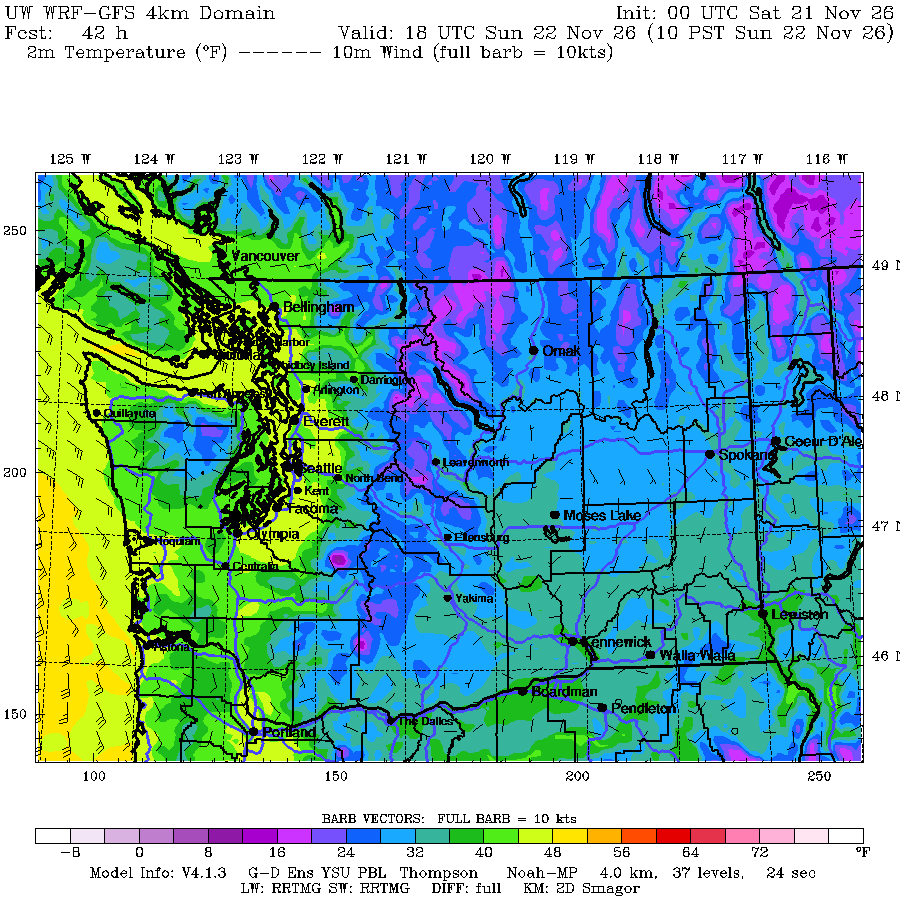 UW WRF-GFS 4km Domain Init: 00 UTC Sat 21 Nov 26
Fcst: 42 h Valid: 18 UTC Sun 22 Nov 26 (10 PST Sun 22 Nov 26)
2m Temperature (°F) ------ 10m Wind (full barb = 10kts)
125 W 124 W 123 W 122 W 121 W 120 W 119 W 118 W 117 W 116 W
250
Vancouver
49 N
Bellingham
Harbor
Omak
Whidbey Island
Darrington
Arlington
48 N
Quillayute
Everett
Coeur D'Ale
Spokane
Leavenworth
Seattle
200
North Bend
Kent
Tacoma
Moses Lake
47 N
Olympia
Ellensburg
Hoquiam
Centralia
Yakima
Lewiston
Kennewick
Astoria
Walla Walla
46 N
Boardman
Pendleton
150
The Dalles
Portland
100 150 200 250
BARB VECTORS: FULL BARB = 10 kts
-8 0 8 16 24 32 40 48 56 64 72 °F
Model Info: V4.1.3 G-D Ens YSU PBL Thompson Noah-MP 4.0 km, 37 levels, 24 sec
LW: RRTMG SW: RRTMG DIFF: full KM: 2D Smagor